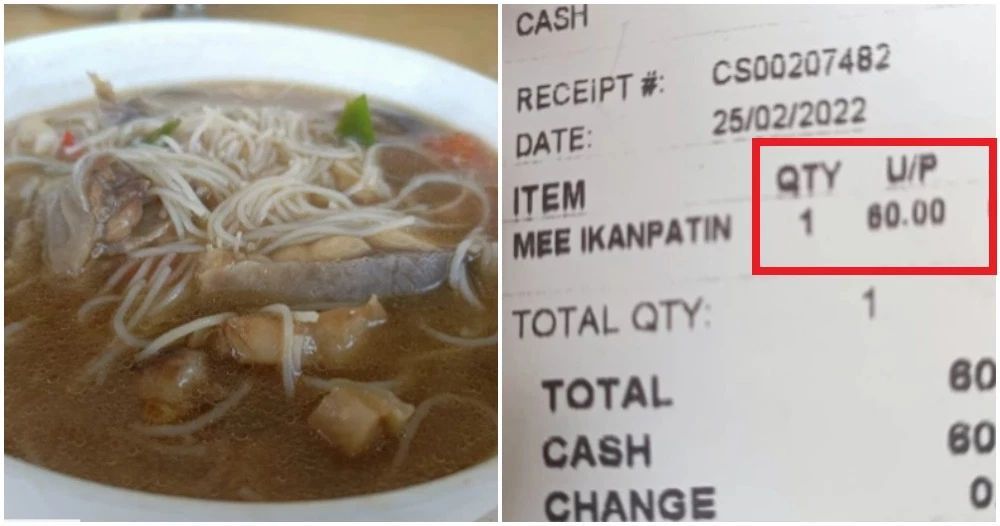 CASH
RECEIPT #: CS00207482
DATE: 25/02/2022
ITEM QTY U/P
MEE IKANPATIN 1 60.00
TOTAL QTY: 1
TOTAL 60
CASH 60
CHANGE 0